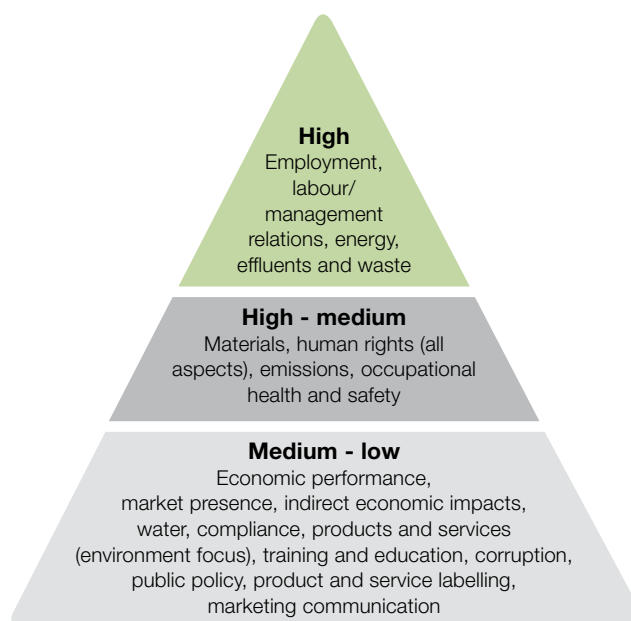 High
Employment,
labour/
management
relations, energy,
effluents and waste
High - medium
Materials, human rights (all
aspects), emissions, occupational
health and safety
Medium - low
Economic performance,
market presence, indirect economic impacts,
water, compliance, products and services
(environment focus), training and education, corruption,
public policy, product and service labelling,
marketing communication